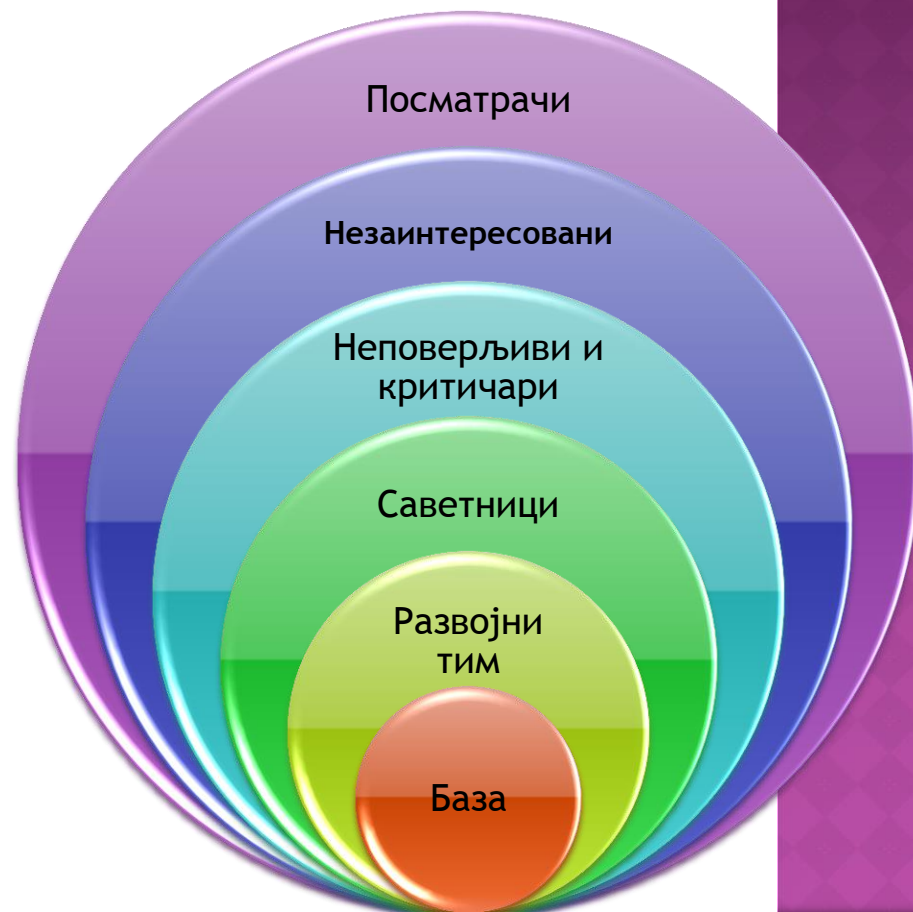 Посматрачи
Незаинтересовани
Неповерљиви и
критичари
Саветници
Развојни
тим
База